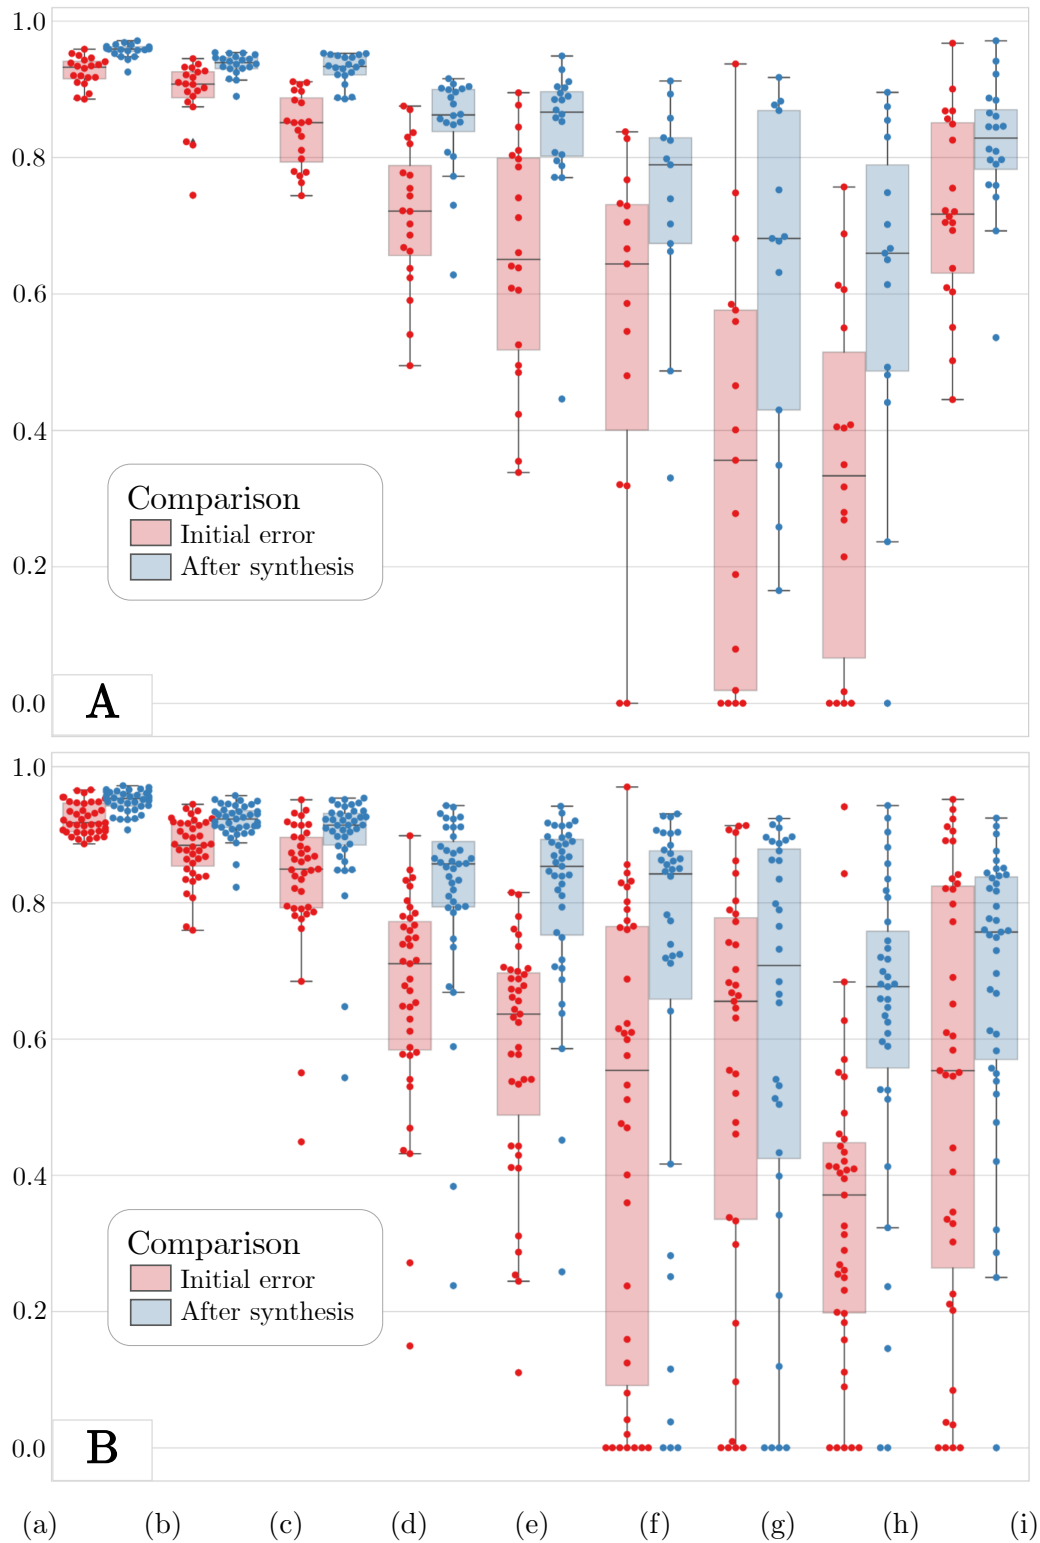 1.0
0.8
0.6
0.4
Comparison
Initial error
After synthesis
0.2
0.0
A
1.0
0.8
0.6
0.4
Comparison
Initial error
After synthesis
0.2
0.0
B
(a) (b) (c) (d) (e) (f) (g) (h) (i)